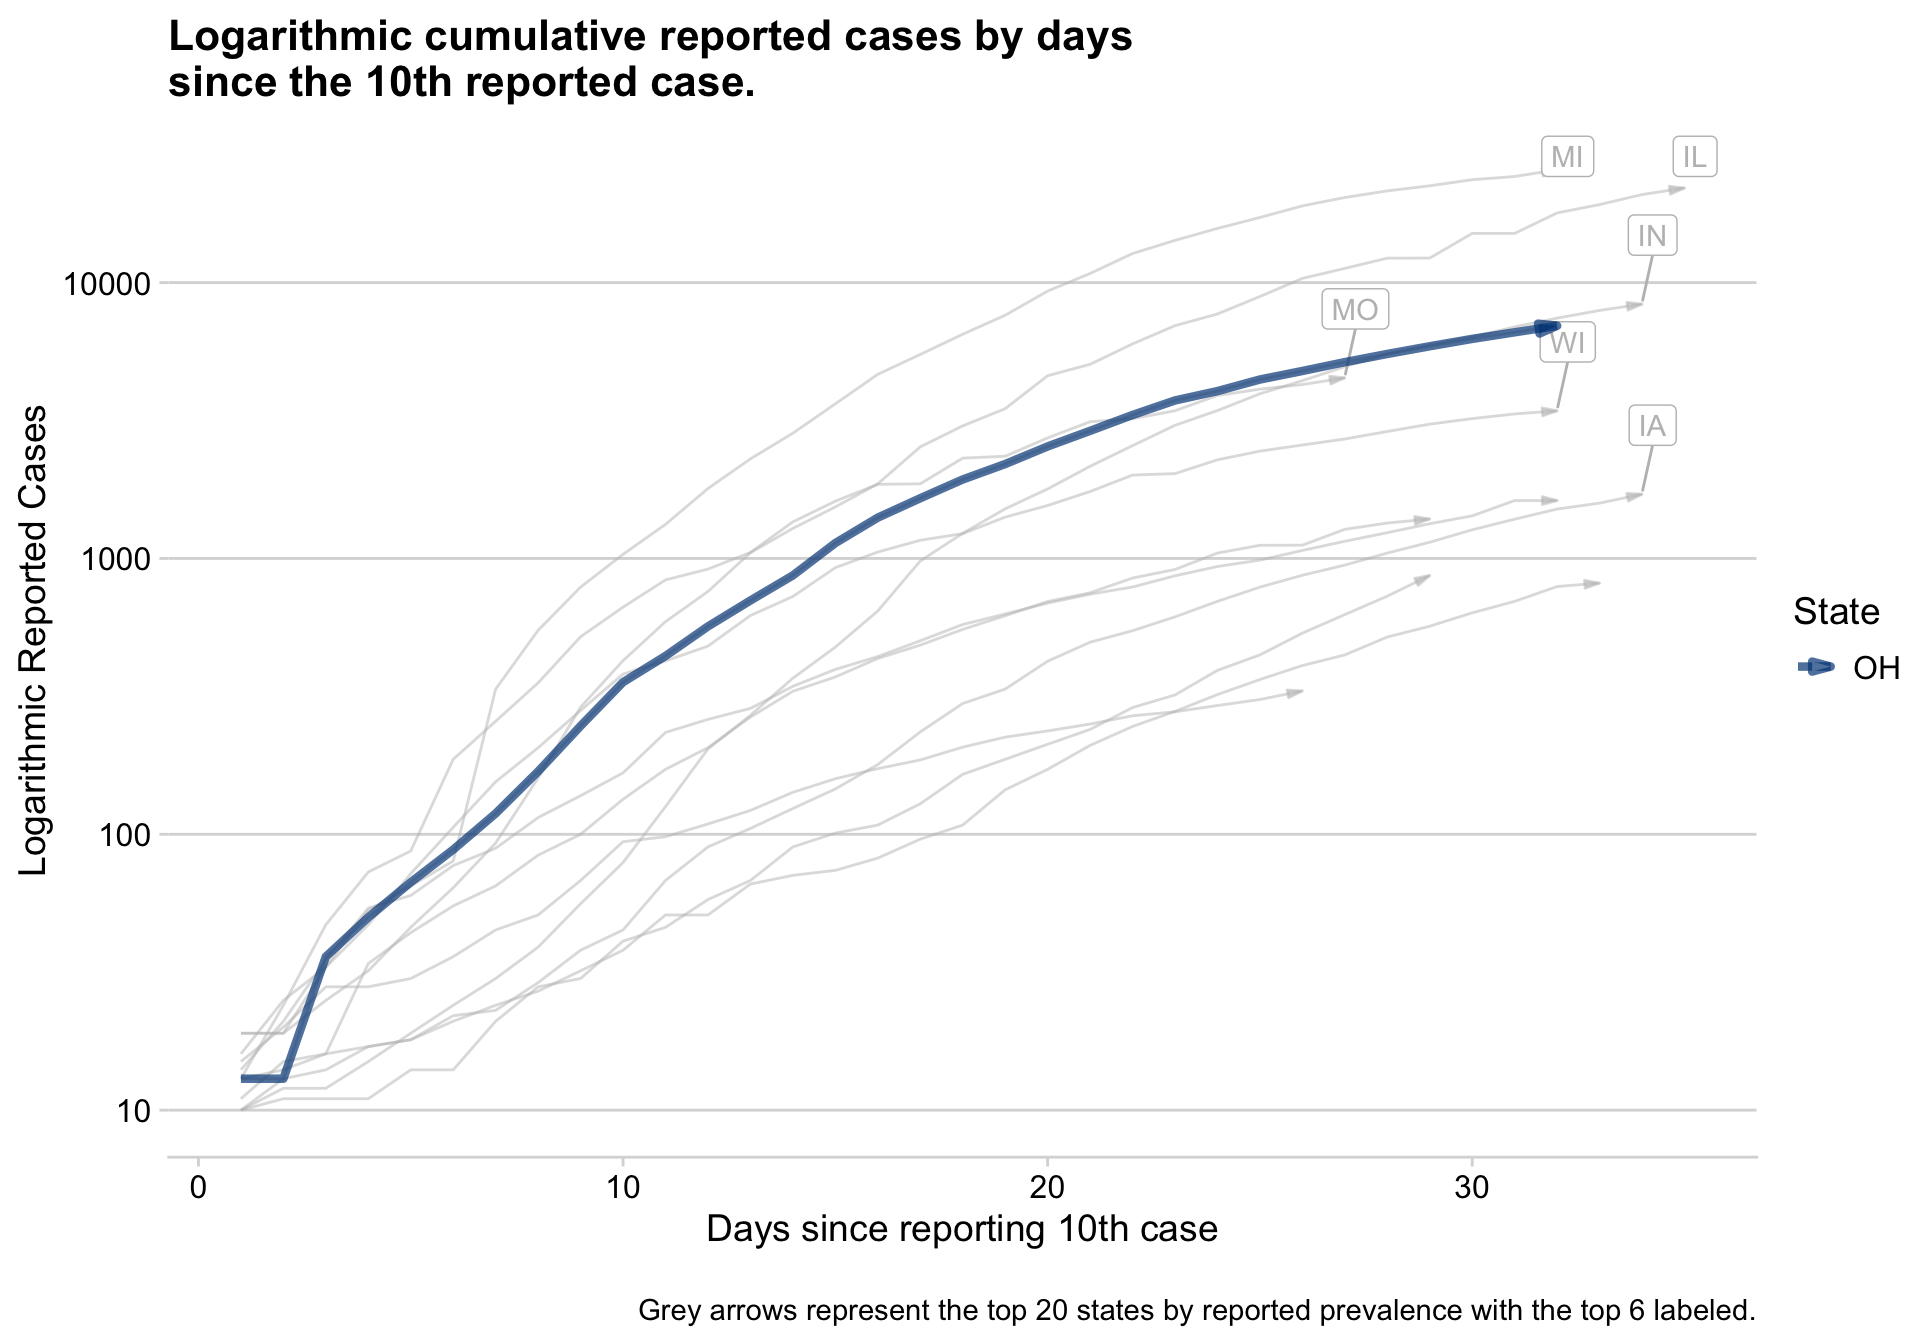 Logarithmic cumulative reported cases by days
since the 10th reported case.
MI
IL
IN
10000
MO
WI
IA
Logarithmic Reported Cases
1000
State
OH
100
10
0 10 20 30
Days since reporting 10th case
Grey arrows represent the top 20 states by reported prevalence with the top 6 labeled.